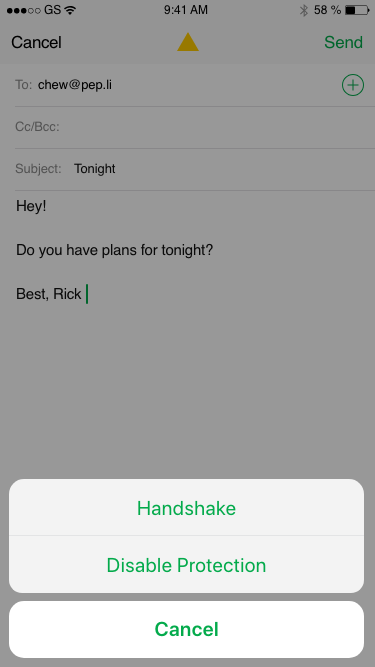 GS 9:41 AM 58 %
Cancel Send
To: chew@pep.li
Cc/Bcc:
Subject: Tonight
Hey!
Do you have plans for tonight?
Best, Rick
Handshake
Disable Protection
Cancel